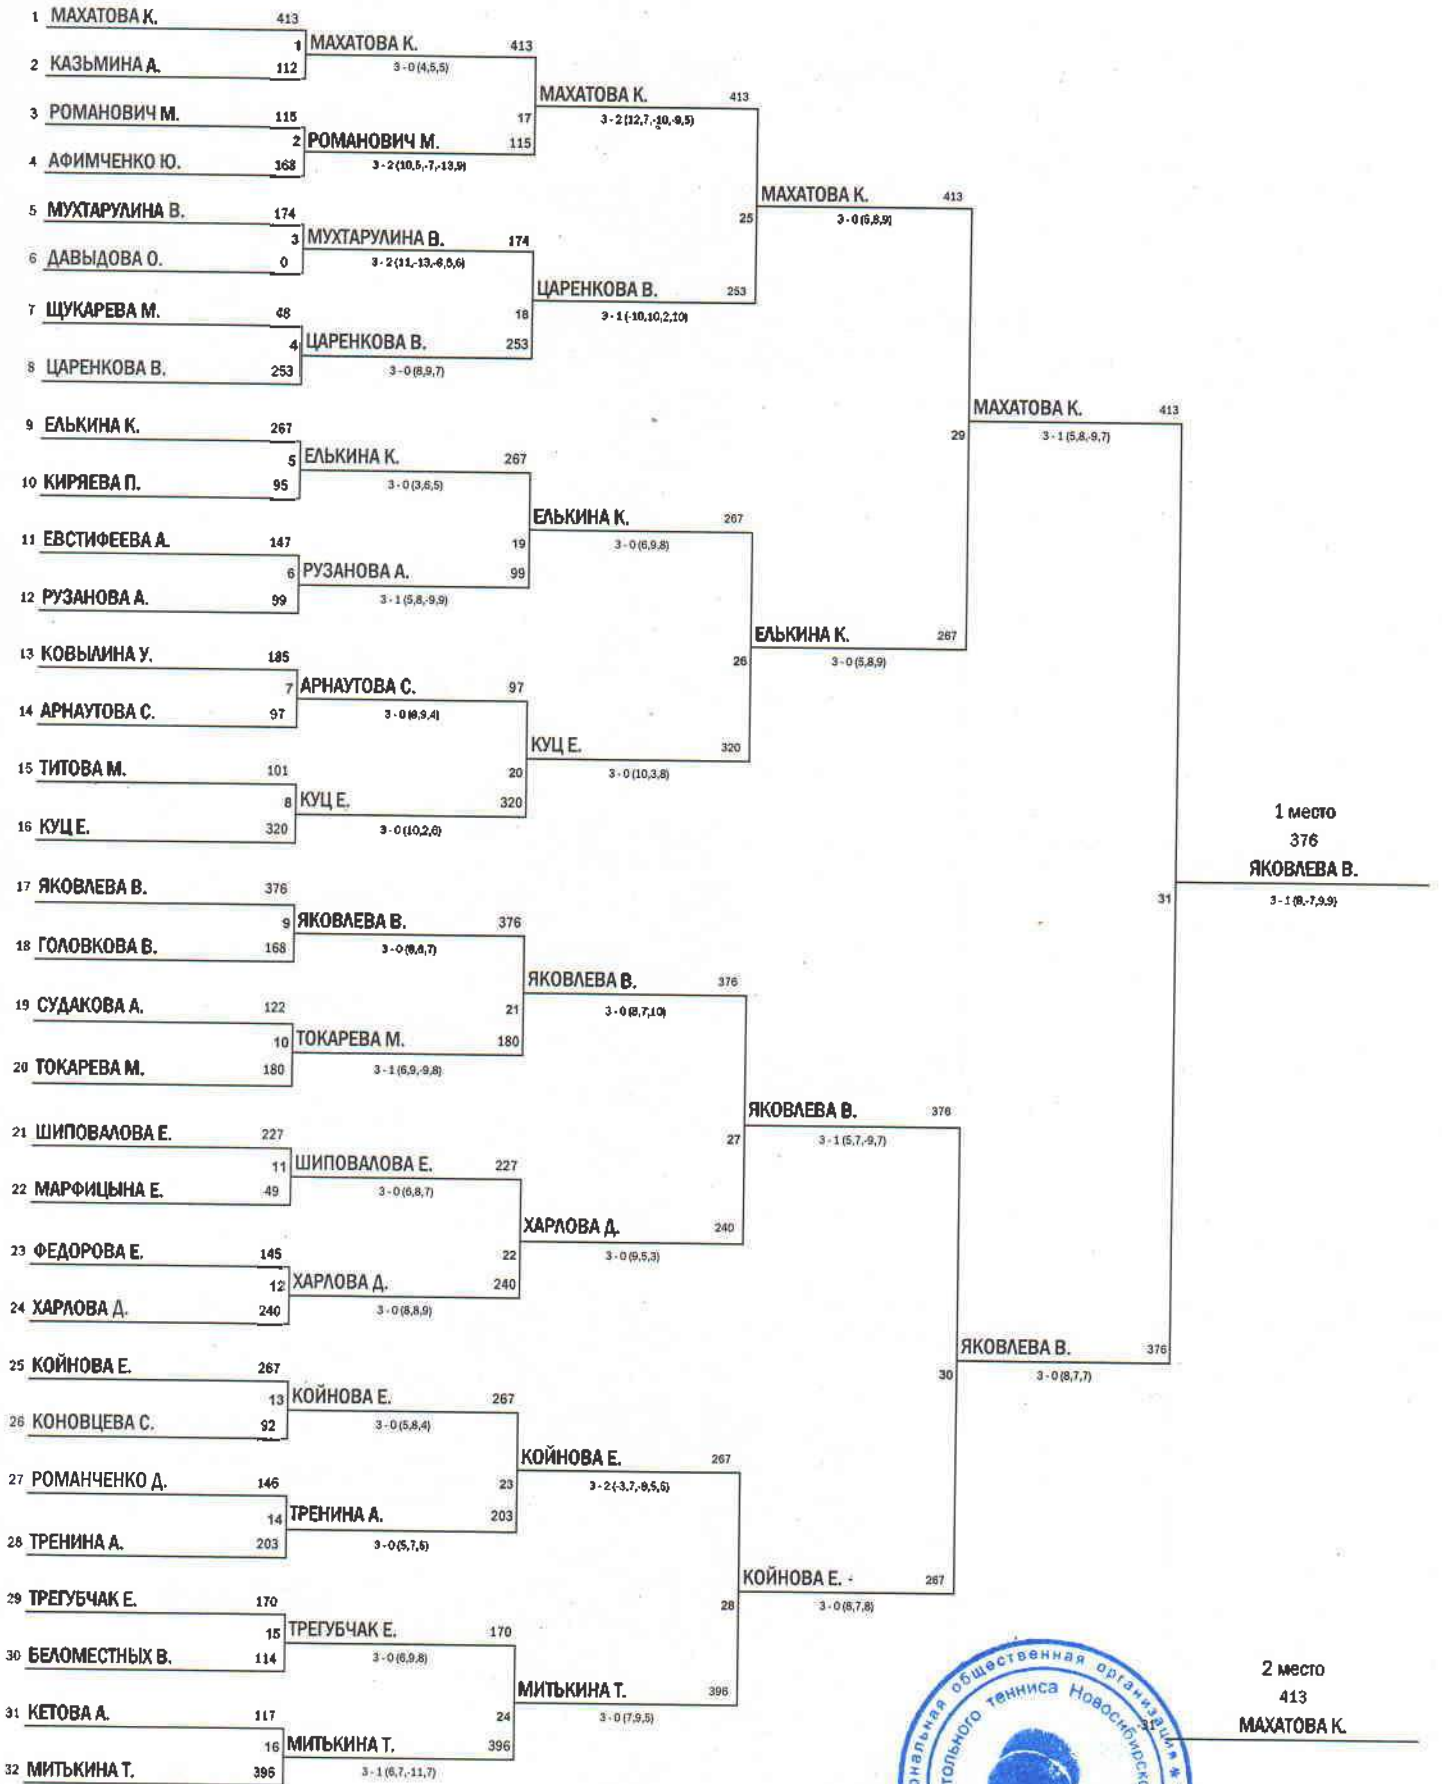 1 МАХАТОВА К. 413
1 МАХАТОВА К. 413
2 КАЗЬМИНА А. 112
3-0 (4,5,5)
МАХАТОВА К. 413
3 РОМАНОВИЧ М. 115
17
3-2 (12,7,-10,-9,5)
2 РОМАНОВИЧ М. 115
4 АФИМЧЕНКО Ю. 168
3-2 (10,5,-7,-13,9)
МАХАТОВА К. 413
5 МУХТАРУЛИНА В. 174
25
3-0 (6,8,9)
3 МУХТАРУЛИНА В. 174
6 ДАВЫДОВА О. 0
3-2 (11,-13,-6,5,6)
ЦАРЕНКОВА В. 253
7 ЩУКАРЕВА М. 48
18
3-1 (-10,10,2,10)
4 ЦАРЕНКОВА В. 253
8 ЦАРЕНКОВА В. 253
3-0 (8,9,7)
МАХАТОВА К. 413
9 ЕЛЬКИНА К. 267
29
3-1 (5,8,-9,7)
5 ЕЛЬКИНА К. 267
10 КИРЯЕВА П. 95
3-0 (3,6,5)
ЕЛЬКИНА К. 267
11 ЕВСТИФЕЕВА А. 147
19
3-0 (6,9,8)
6 РУЗАНОВА А. 99
12 РУЗАНОВА А. 99
3-1 (5,8,-9,9)
ЕЛЬКИНА К. 267
13 КОВЫЛИНА У. 185
26
3-0 (5,8,9)
7 АРНАУТОВА С. 97
14 АРНАУТОВА С. 97
3-0 (8,9,4)
КУЦ Е. 320
15 ТИТОВА М. 101
20
3-0 (10,3,8)
8 КУЦ Е. 320
16 КУЦ Е. 320
3-0 (10,2,6)
1 место
376
ЯКОВЛЕВА В.
31
3-1 (8,-7,9,9)
17 ЯКОВЛЕВА В. 376
9 ЯКОВЛЕВА В. 376
18 ГОЛОВКОВА В. 168
3-0 (8,8,7)
ЯКОВЛЕВА В. 376
19 СУДАКОВА А. 122
21
3-0 (8,7,10)
10 ТОКАРЕВА М. 180
20 ТОКАРЕВА М. 180
3-1 (6,9,-9,8)
ЯКОВЛЕВА В. 376
21 ШИПОВАЛОВА Е. 227
27
3-1 (5,7,-9,7)
11 ШИПОВАЛОВА Е. 227
22 МАРФИЦЫНА Е. 49
3-0 (6,8,7)
ХАРЛОВА Д. 240
23 ФЕДОРОВА Е. 145
22
3-0 (9,5,3)
12 ХАРЛОВА Д. 240
24 ХАРЛОВА Д. 240
3-0 (8,8,9)
ЯКОВЛЕВА В. 376
25 КОЙНОВА Е. 267
30
3-0 (8,7,7)
13 КОЙНОВА Е. 267
26 КОНОВЦЕВА С. 92
3-0 (5,8,4)
КОЙНОВА Е. 267
27 РОМАНЧЕНКО Д. 146
23
3-2 (-3,7,-8,5,6)
14 ТРЕНИНА А. 203
28 ТРЕНИНА А. 203
3-0 (5,7,6)
КОЙНОВА Е. 267
29 ТРЕГУБЧАК Е. 170
28
3-0 (8,7,8)
15 ТРЕГУБЧАК Е. 170
30 БЕЛОМЕСТНЫХ В. 114
3-0 (6,9,8)
МИТЬКИНА Т. 396
31 КЕТОВА А. 117
24
3-0 (7,9,5)
16 МИТЬКИНА Т. 396
32 МИТЬКИНА Т. 396
3-1 (6,7,-11,7)
2 место
413
-31 МАХАТОВА К.
общественная организация *
тенниса Новосибирско